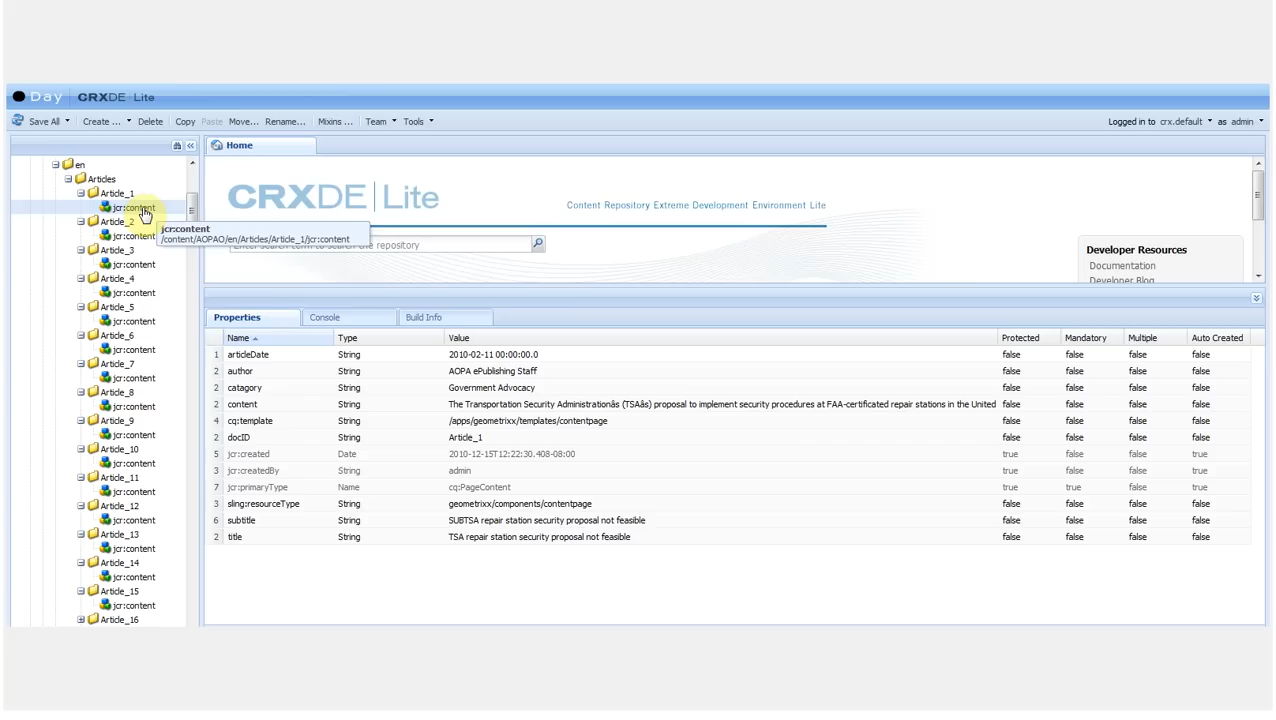 Day CRXDE Lite
Save All Create ... Delete Copy Paste Move... Rename... Mixins ... Team Tools Logged in to crx.default as admin
Home
en
Articles
Article_1
jcr:content
Article_2
jcr:content
Article_3
jcr:content
Article_4
jcr:content
Article_5
jcr:content
Article_6
jcr:content
Article_7
jcr:content
Article_8
jcr:content
Article_9
jcr:content
Article_10
jcr:content
Article_11
jcr:content
Article_12
jcr:content
Article_13
jcr:content
Article_14
jcr:content
Article_15
jcr:content
Article_16
jcr:content
/content/AOPAO/en/Articles/Article_1/jcr:content
CRXDE Lite
Content Repository Extreme Development Environment Lite
Enter search term to search the repository
Developer Resources
Documentation
Developer Blog
Properties Console Build Info
Name Type Value Protected Mandatory Multiple Auto Created
1 articleDate String 2010-02-11 00:00:00.0 false false false false
2 author String AOPA ePublishing Staff false false false false
2 catagory String Government Advocacy false false false false
2 content String The Transportation Security Administrationâs (TSAâs) proposal to implement security procedures at FAA-certificated repair stations in the United false false false false
4 cq:template String /apps/geometrixx/templates/contentpage false false false false
2 docID String Article_1 false false false false
5 jcr:created Date 2010-12-15T12:22:30.408-08:00 true false false true
3 jcr:createdBy String admin true false false true
7 jcr:primaryType Name cq:PageContent true true false true
3 sling:resourceType String geometrixx/components/contentpage false false false false
6 subtitle String SUBTSA repair station security proposal not feasible false false false false
2 title String TSA repair station security proposal not feasible false false false false